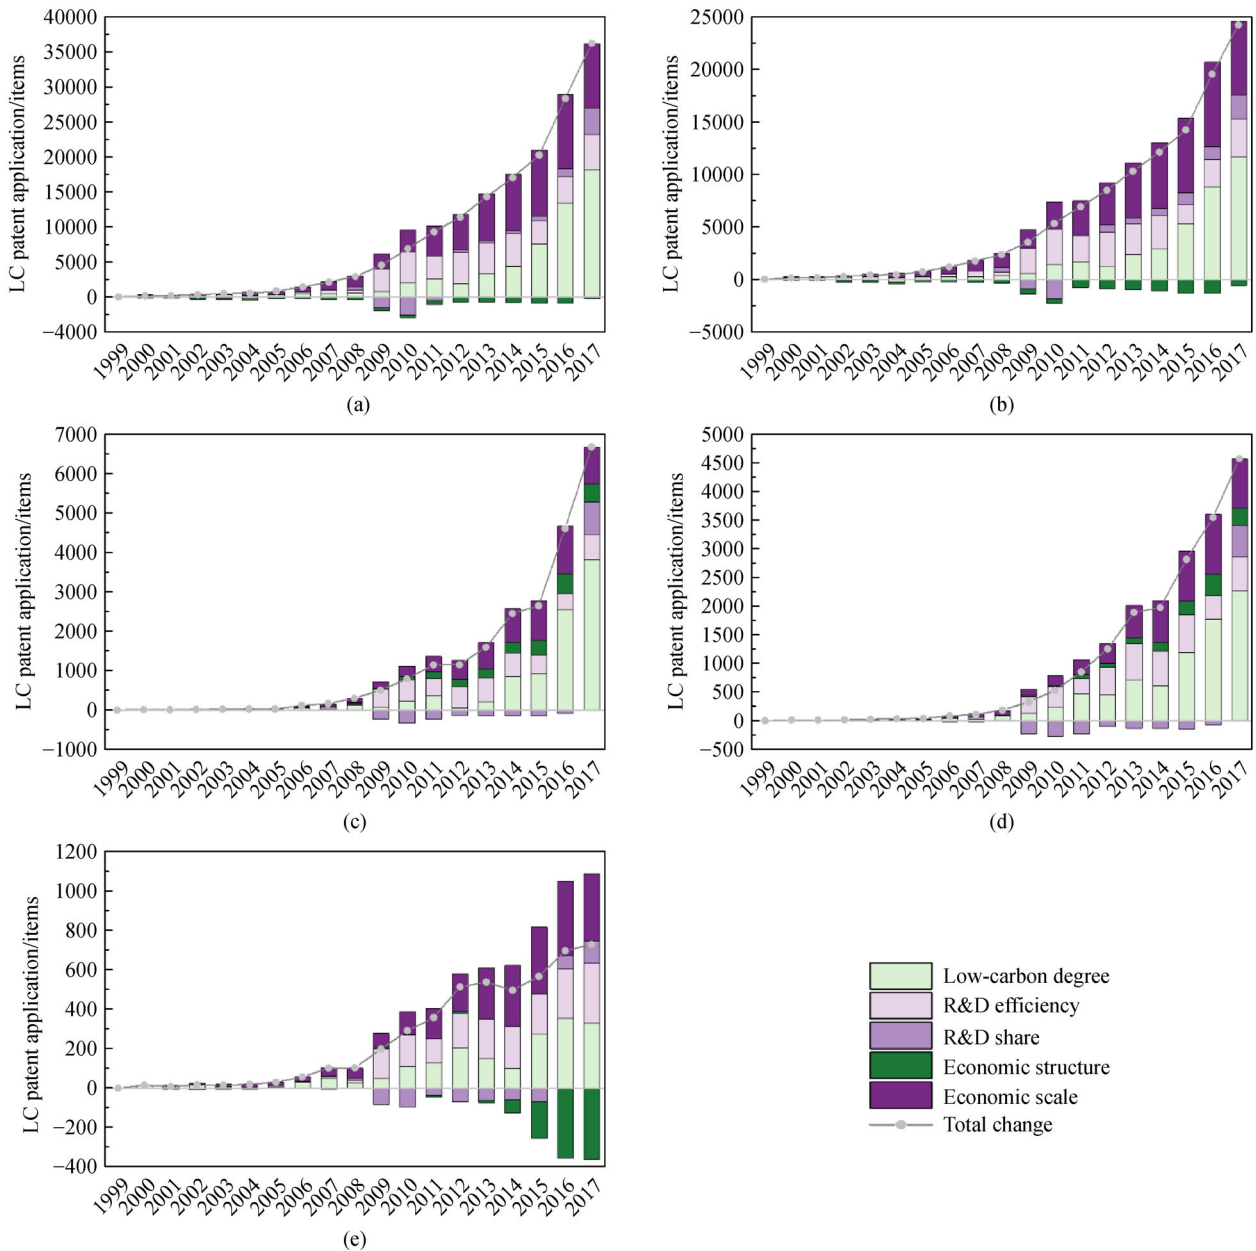 LC patent application/items
40000
35000
30000
25000
20000
15000
10000
5000
0
−4000
1999 2000 2001 2002 2003 2004 2005 2006 2007 2008 2009 2010 2011 2012 2013 2014 2015 2016 2017
(a)
LC patent application/items
25000
25000
15000
10000
5000
0
−5000
1999 2000 2001 2002 2003 2004 2005 2006 2007 2008 2009 2010 2011 2012 2013 2014 2015 2016 2017
(b)
LC patent application/items
7000
6000
5000
4000
3000
2000
1000
0
−1000
1999 2000 2001 2002 2003 2004 2005 2006 2007 2008 2009 2010 2011 2012 2013 2014 2015 2016 2017
(c)
LC patent application/items
5000
4500
4000
3500
3000
2500
2000
1500
1000
500
0
−500
1999 2000 2001 2002 2003 2004 2005 2006 2007 2008 2009 2010 2011 2012 2013 2014 2015 2016 2017
(d)
LC patent application/items
1200
1000
800
600
400
200
0
−200
−400
1999 2000 2001 2002 2003 2004 2005 2006 2007 2008 2009 2010 2011 2012 2013 2014 2015 2016 2017
(e)
Low-carbon degree
R&D efficiency
R&D share
Economic structure
Economic scale
Total change